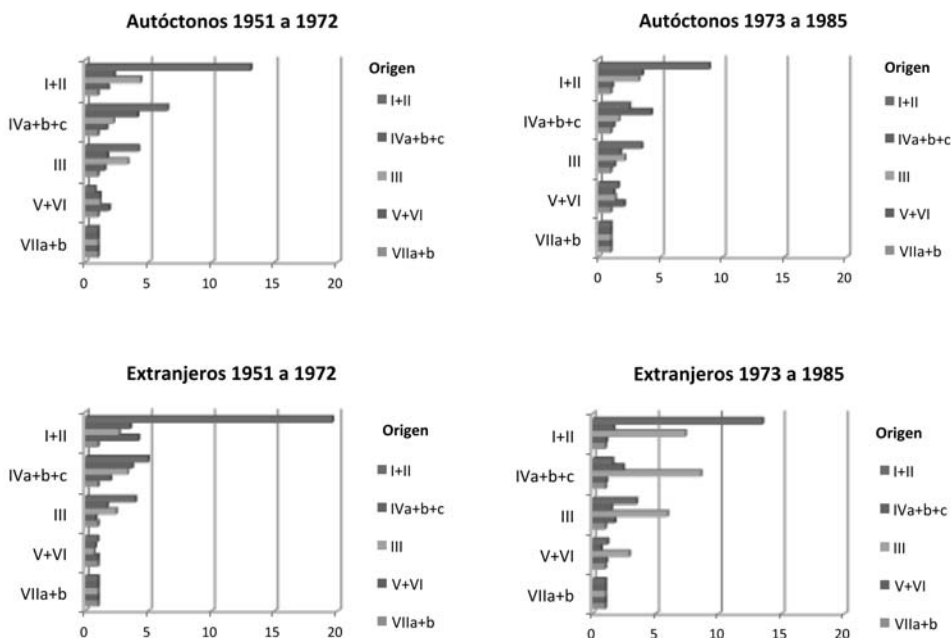 Autóctonos 1951 a 1972
I+II
IVa+b+c
III
V+VI
VIIa+b
0 5 10 15 20
Origen
I+II
IVa+b+c
III
V+VI
VIIa+b
Autóctonos 1973 a 1985
I+II
IVa+b+c
III
V+VI
VIIa+b
0 5 10 15 20
Origen
I+II
IVa+b+c
III
V+VI
VIIa+b
Extranjeros 1951 a 1972
I+II
IVa+b+c
III
V+VI
VIIa+b
0 5 10 15 20
Origen
I+II
IVa+b+c
III
V+VI
VIIa+b
Extranjeros 1973 a 1985
I+II
IVa+b+c
III
V+VI
VIIa+b
0 5 10 15 20
Origen
I+II
IVa+b+c
III
V+VI
VIIa+b